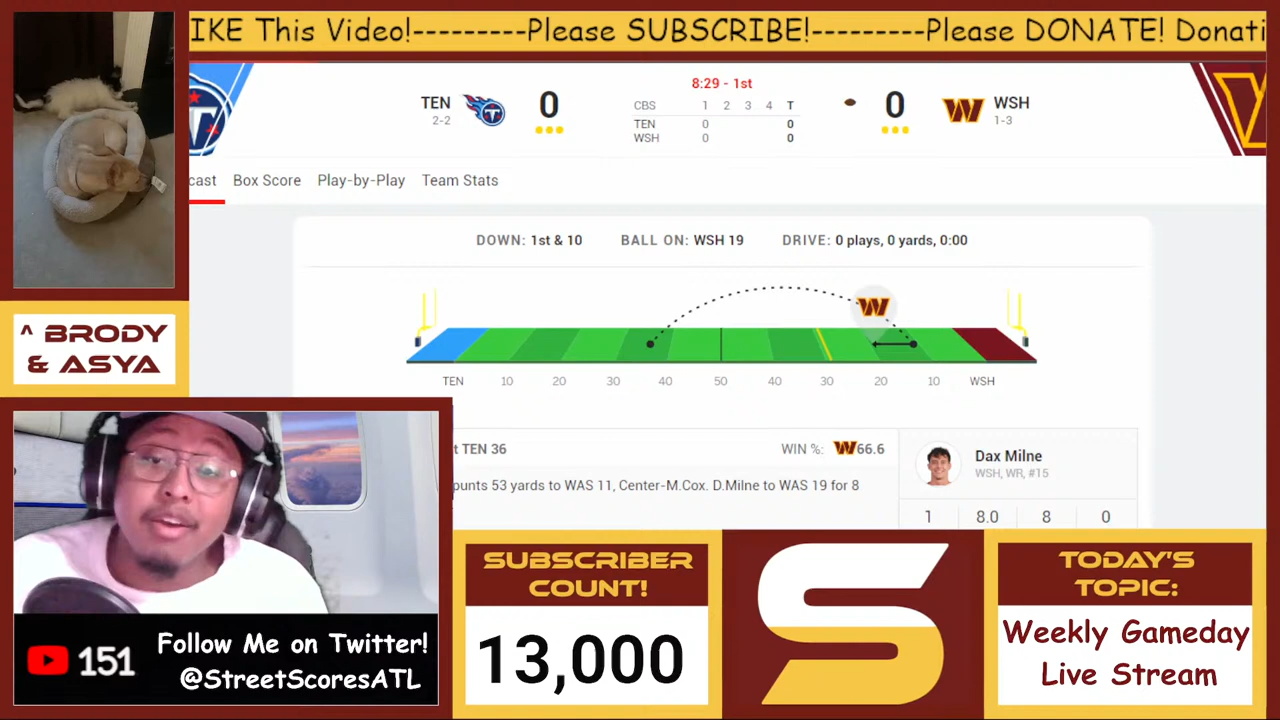 IKE This Video!---------Please SUBSCRIBE!---------Please DONATE! Donati
8:29 - 1st
TEN 0 0 WSH
2-2 1-3
CBS 1 2 3 4 T
TEN 0 0
WSH 0 0
cast Box Score Play-by-Play Team Stats
DOWN: 1st & 10 BALL ON: WSH 19 DRIVE: 0 plays, 0 yards, 0:00
W
TEN 10 20 30 40 50 40 30 20 10 WSH
^ BRODY
& ASYA
t TEN 36 WIN %: W 66.6
punts 53 yards to WAS 11, Center-M.Cox. D.Milne to WAS 19 for 8
Dax Milne
WSH, WR, #15
1 8.0 8 0
151
Follow Me on Twitter!
@StreetScoresATL
SUBSCRIBER
COUNT!
13,000
S
TODAY'S
TOPIC:
Weekly Gameday
Live Stream